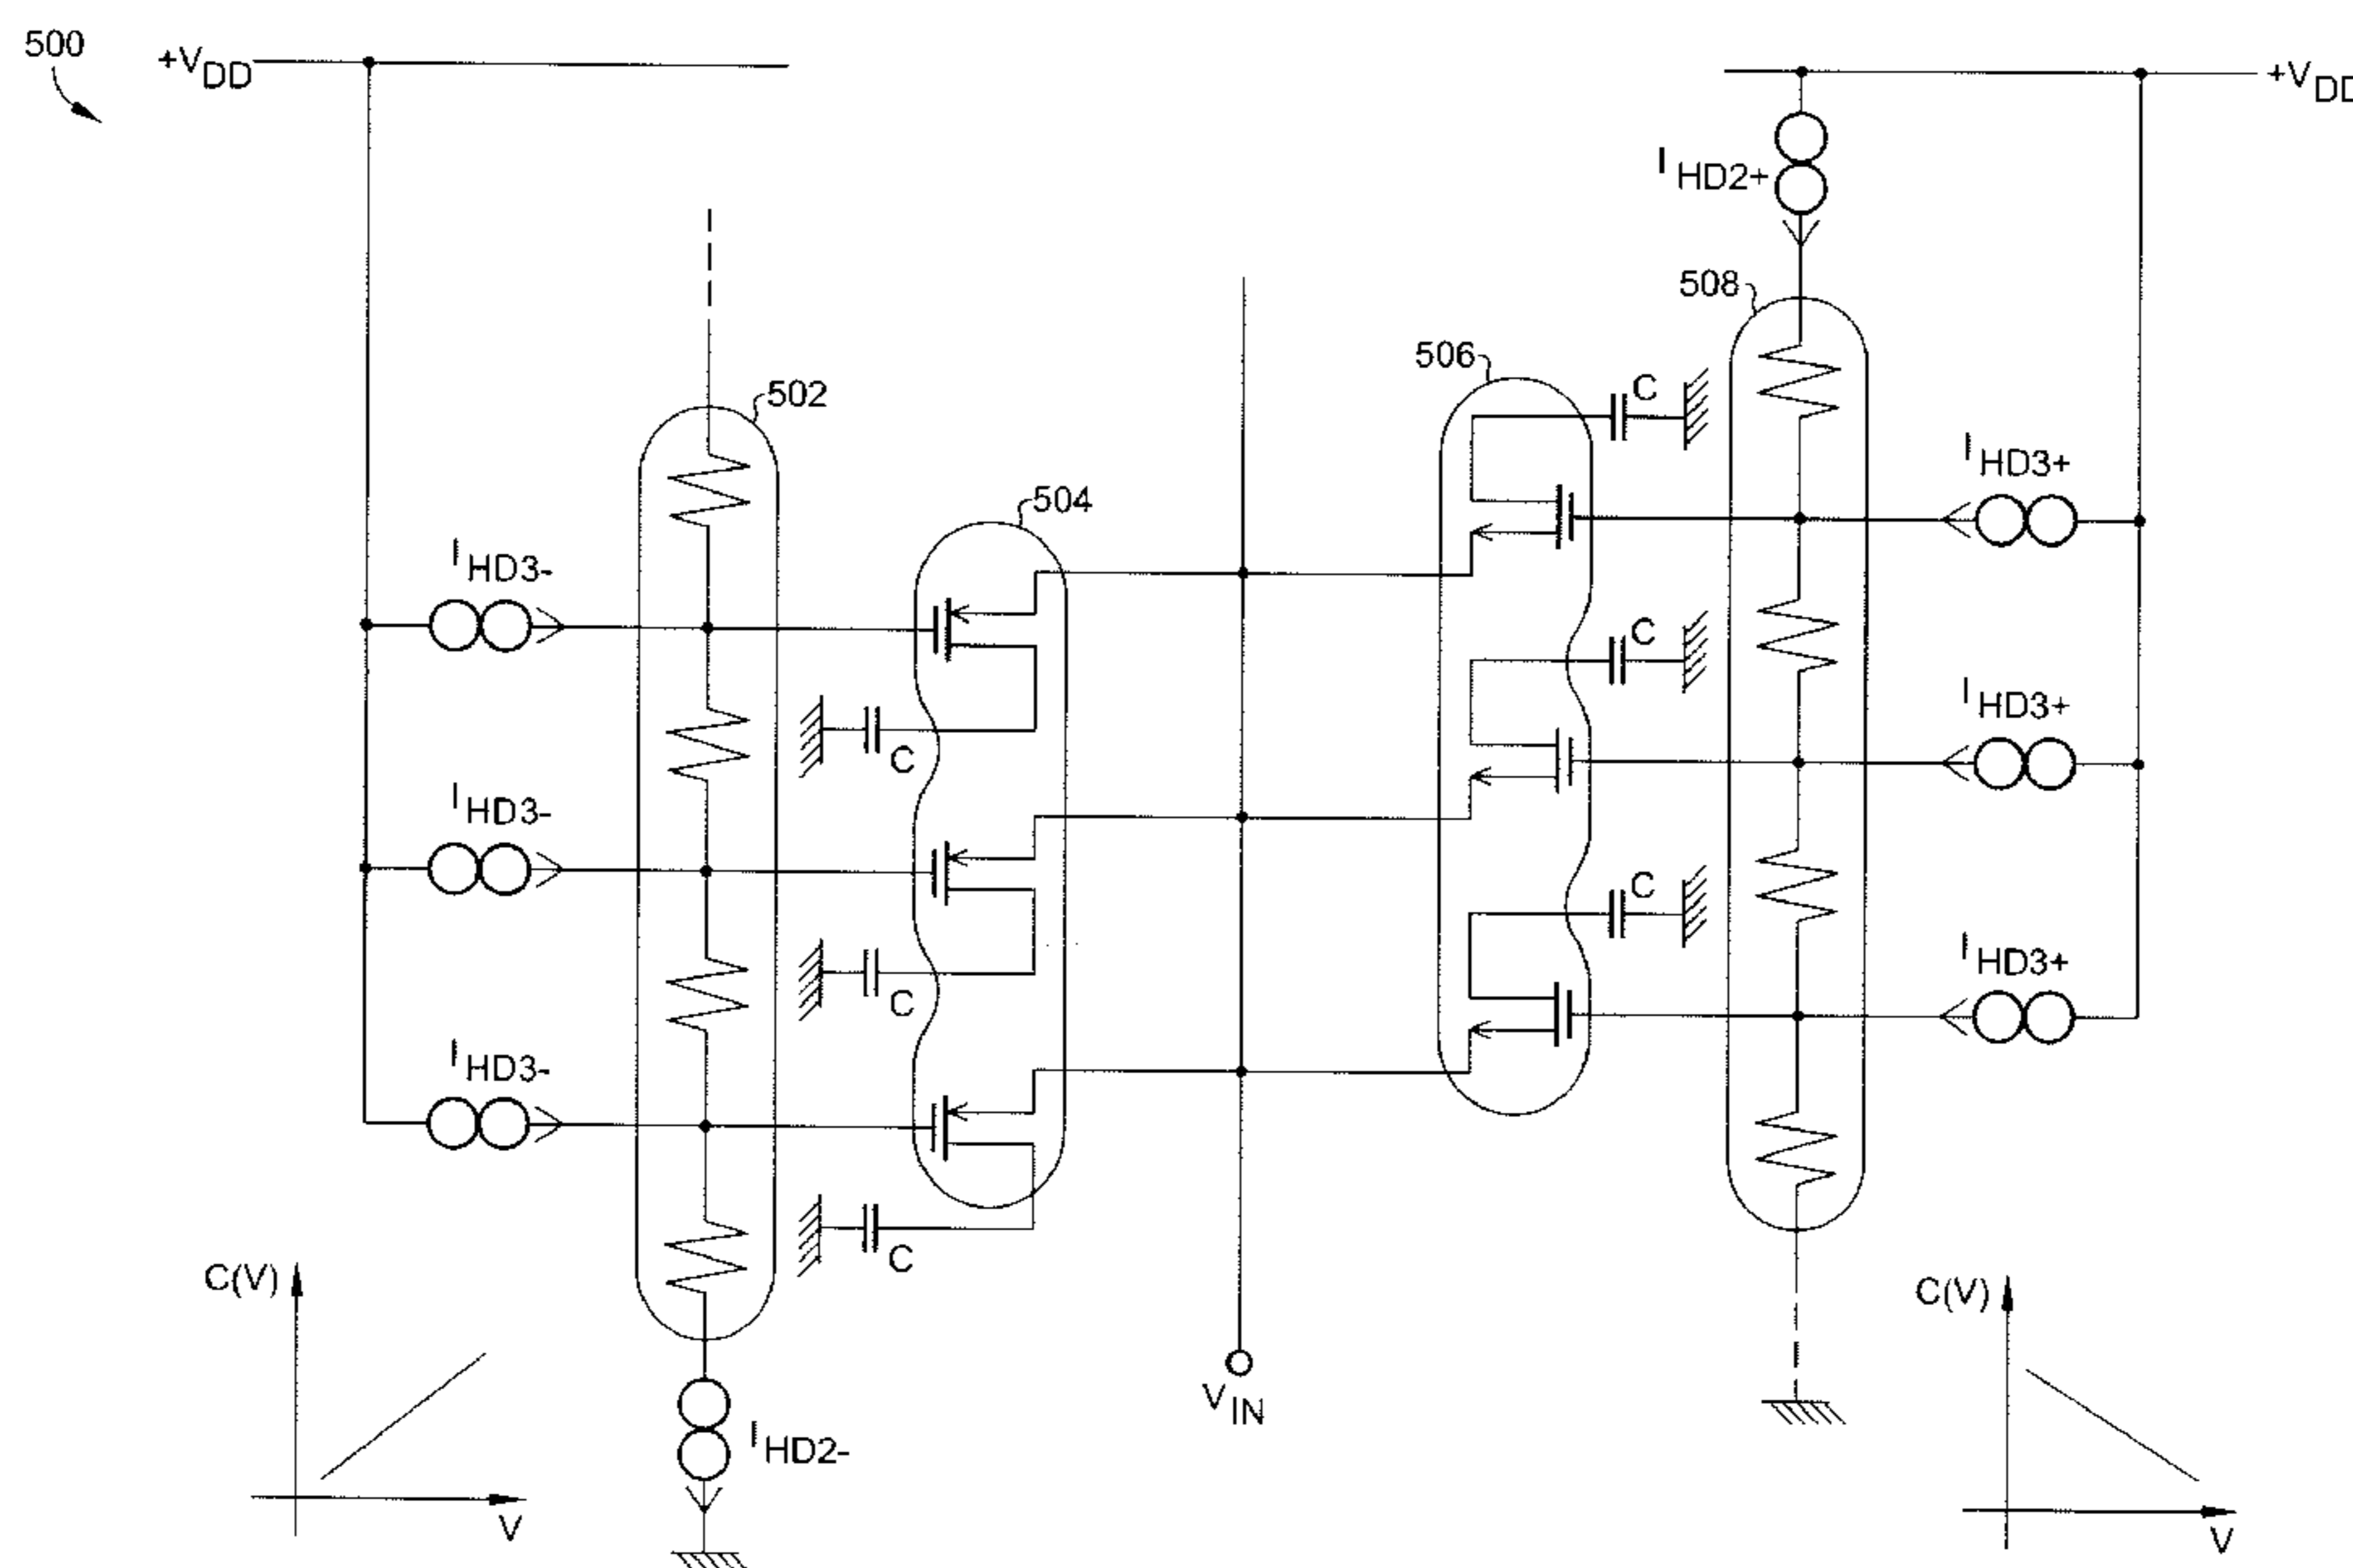 500
+VDD
+VDD
IHD2+
508
506
C
502
IHD3+
504
IHD3-
C
IHD3+
C
IHD3-
C
C
IHD3+
IHD3-
C
C(V)
C(V)
VIN
IHD2-
V
V